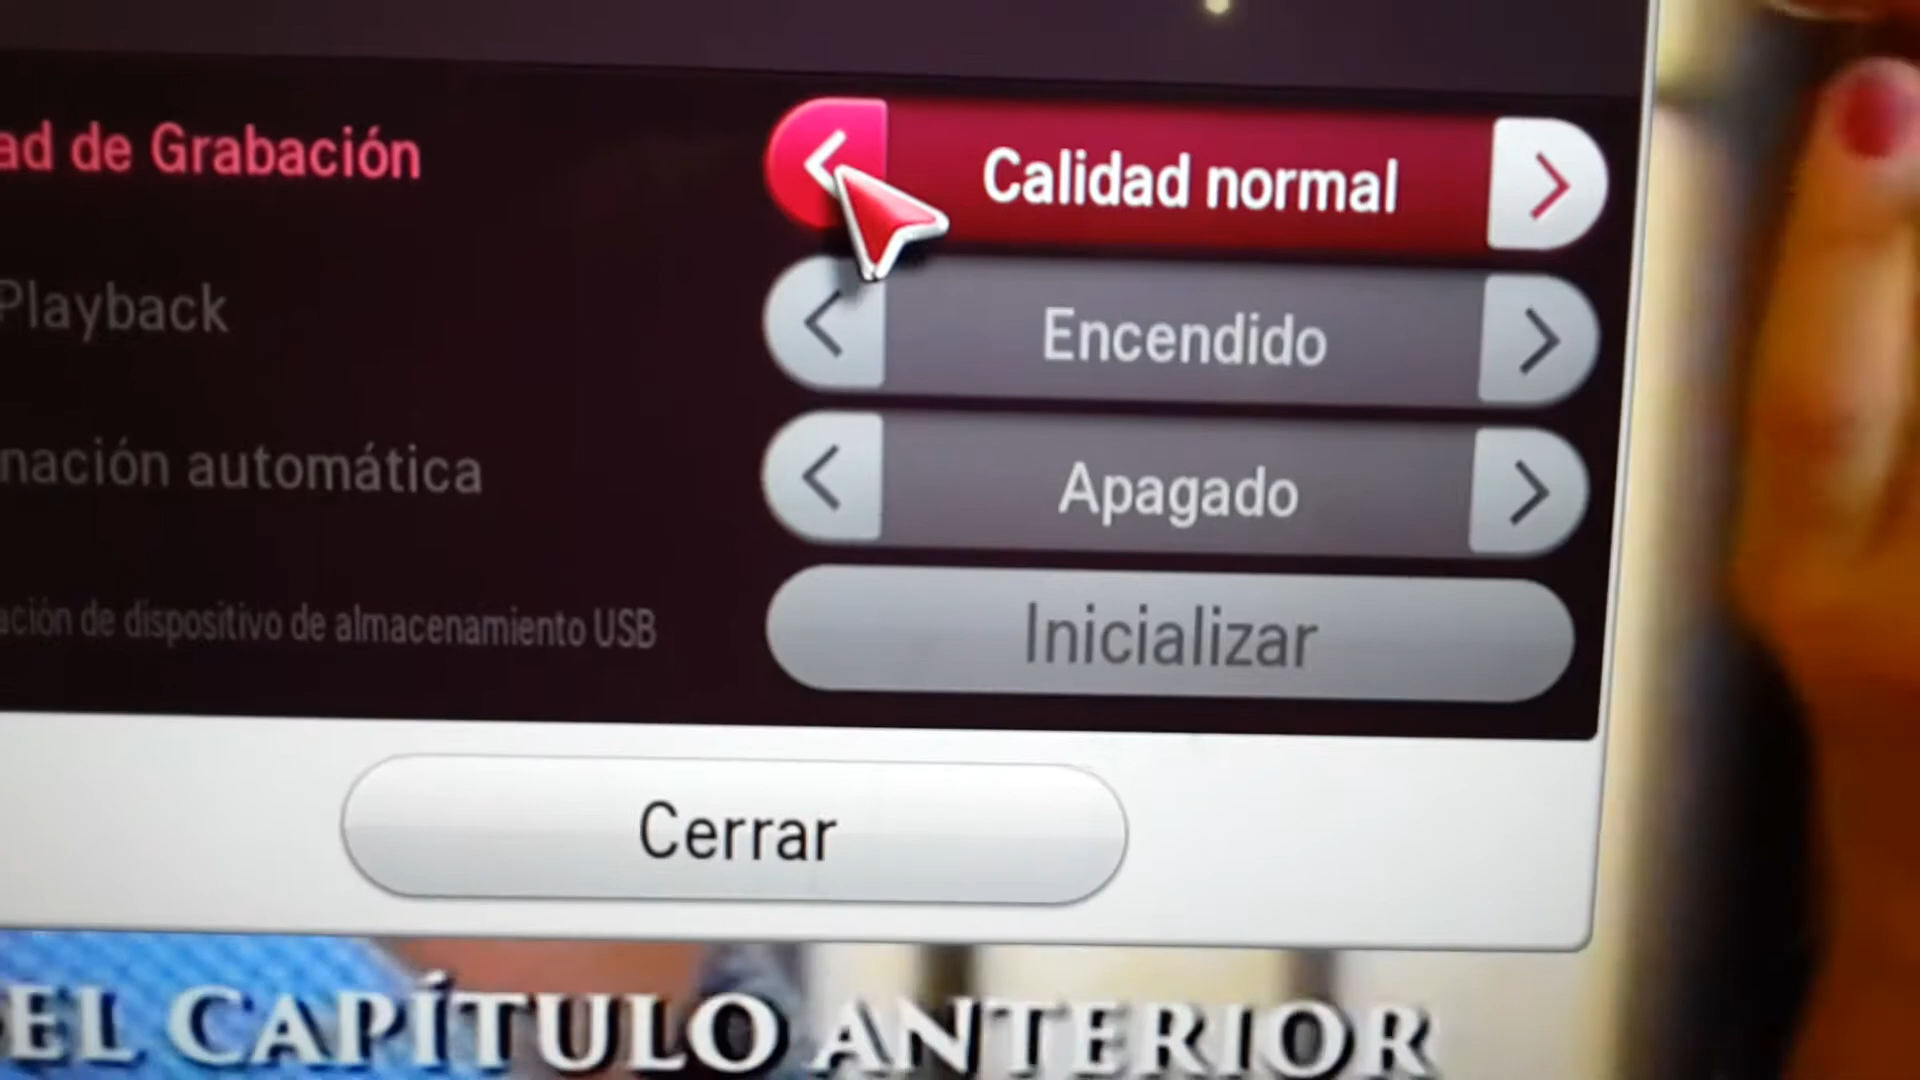 ad de Grabación
Calidad normal
Playback
Encendido
nación automática
Apagado
ación de dispositivo de almacenamiento USB
Inicializar
Cerrar
EL CAPÍTULO ANTERIOR